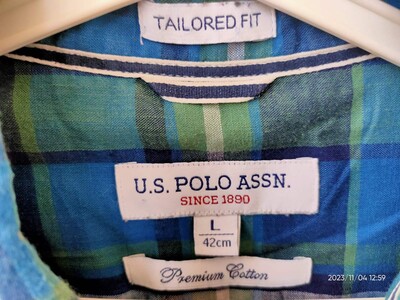 TAILORED FIT
U.S. POLO ASSN.
SINCE 1890
L
42cm
Premium Cotton
2023/11/04 12:59